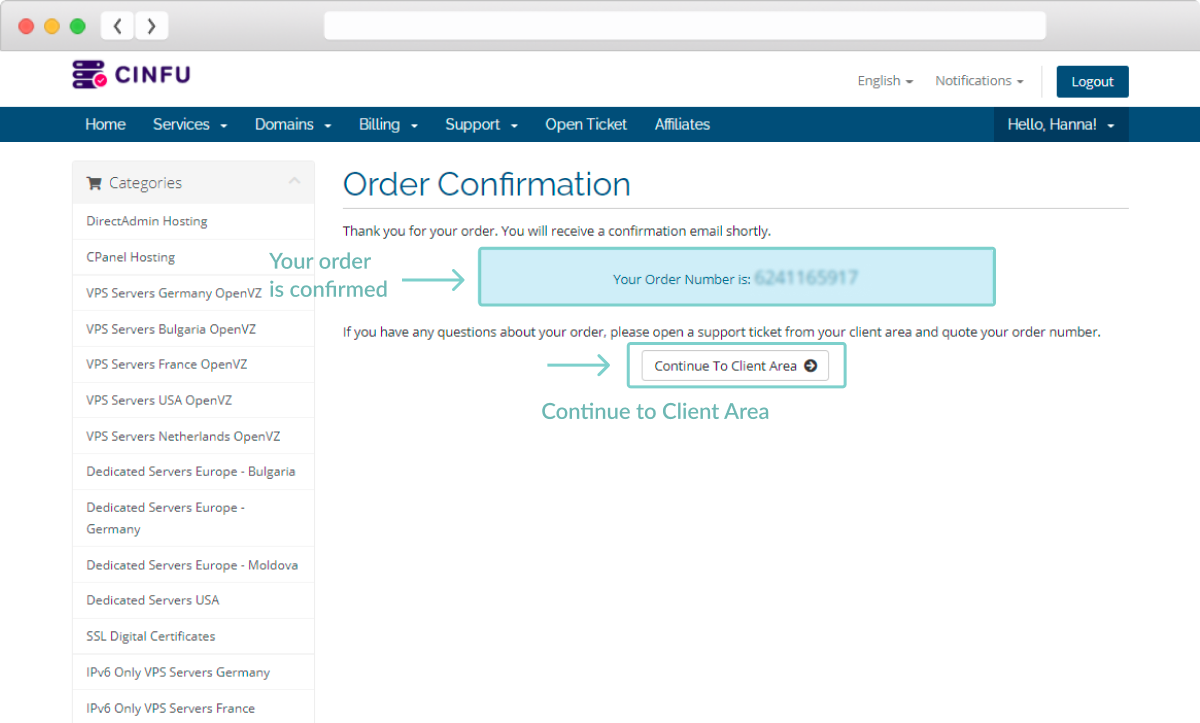 CINFU
English
Notifications
Logout
Home
Services
Domains
Billing
Support
Open Ticket
Affiliates
Hello, Hanna!
Categories
DirectAdmin Hosting
CPanel Hosting
VPS Servers Germany OpenVZ
VPS Servers Bulgaria OpenVZ
VPS Servers France OpenVZ
VPS Servers USA OpenVZ
VPS Servers Netherlands OpenVZ
Dedicated Servers Europe - Bulgaria
Dedicated Servers Europe -
Germany
Dedicated Servers Europe - Moldova
Dedicated Servers USA
SSL Digital Certificates
IPv6 Only VPS Servers Germany
IPv6 Only VPS Servers France
Order Confirmation
Thank you for your order. You will receive a confirmation email shortly.
Your order
is confirmed
Your Order Number is:
If you have any questions about your order, please open a support ticket from your client area and quote your order number.
Continue To Client Area
Continue to Client Area